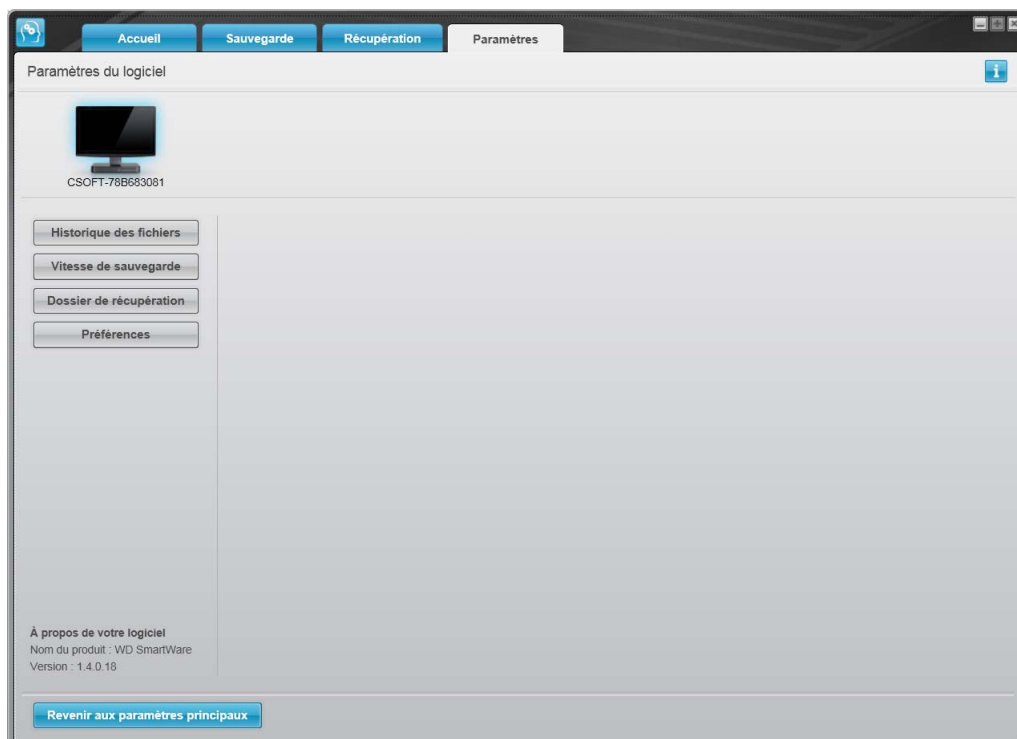 Accueil
Sauvegarde
Récupération
Paramètres
Paramètres du logiciel
i
CSOFT-78B683081
Historique des fichiers
Vitesse de sauvegarde
Dossier de récupération
Préférences
À propos de votre logiciel
Nom du produit : WD SmartWare
Version : 1.4.0.18
Revenir aux paramètres principaux